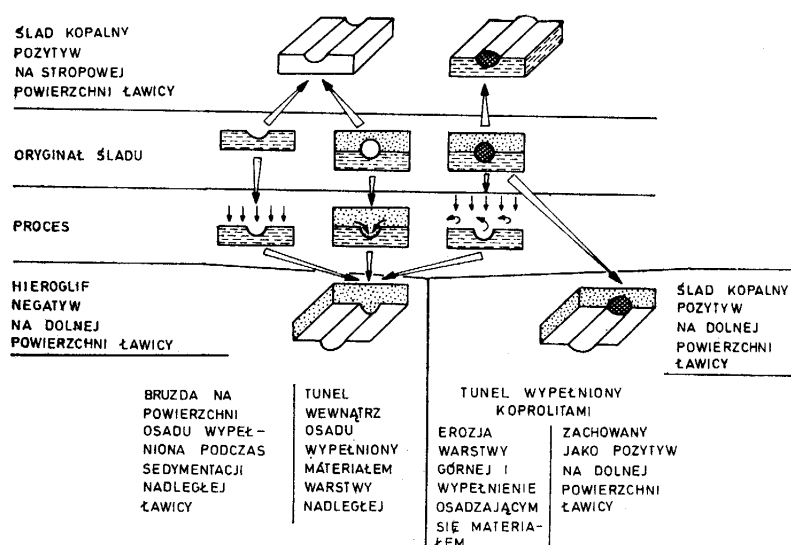 ŚLAD KOPALNY
POZYTYW
NA STROPOWEJ
POWIERZCHNI ŁAWICY
ORYGINAŁ ŚLADU
PROCES
HIEROGLIF
NEGATYW
NA DOLNEJ
POWIERZCHNI ŁAWICY
ŚLAD KOPALNY
POZYTYW
NA DOLNEJ
POWIERZCHNI
ŁAWICY
BRUZDA NA
POWIERZCHNI
OSADU WYPEŁ-
NIONA PODCZAS
SEDYMENTACJI
NADLEGŁEJ
ŁAWICY
TUNEL
WEWNĄTRZ
OSADU
WYPEŁNIONY
MATERIAŁEM
WARSTWY
NADLEGŁEJ
TUNEL WYPEŁNIONY
KOPROLITAMI
EROZJA
WARSTWY
GÓRNEJ I
WYPEŁNIENIE
OSADZAJĄCYM
SIĘ MATERIA-
ŁEM
ZACHOWANY
JAKO POZYTYW
NA DOLNEJ
POWIERZCHNI
ŁAWICY